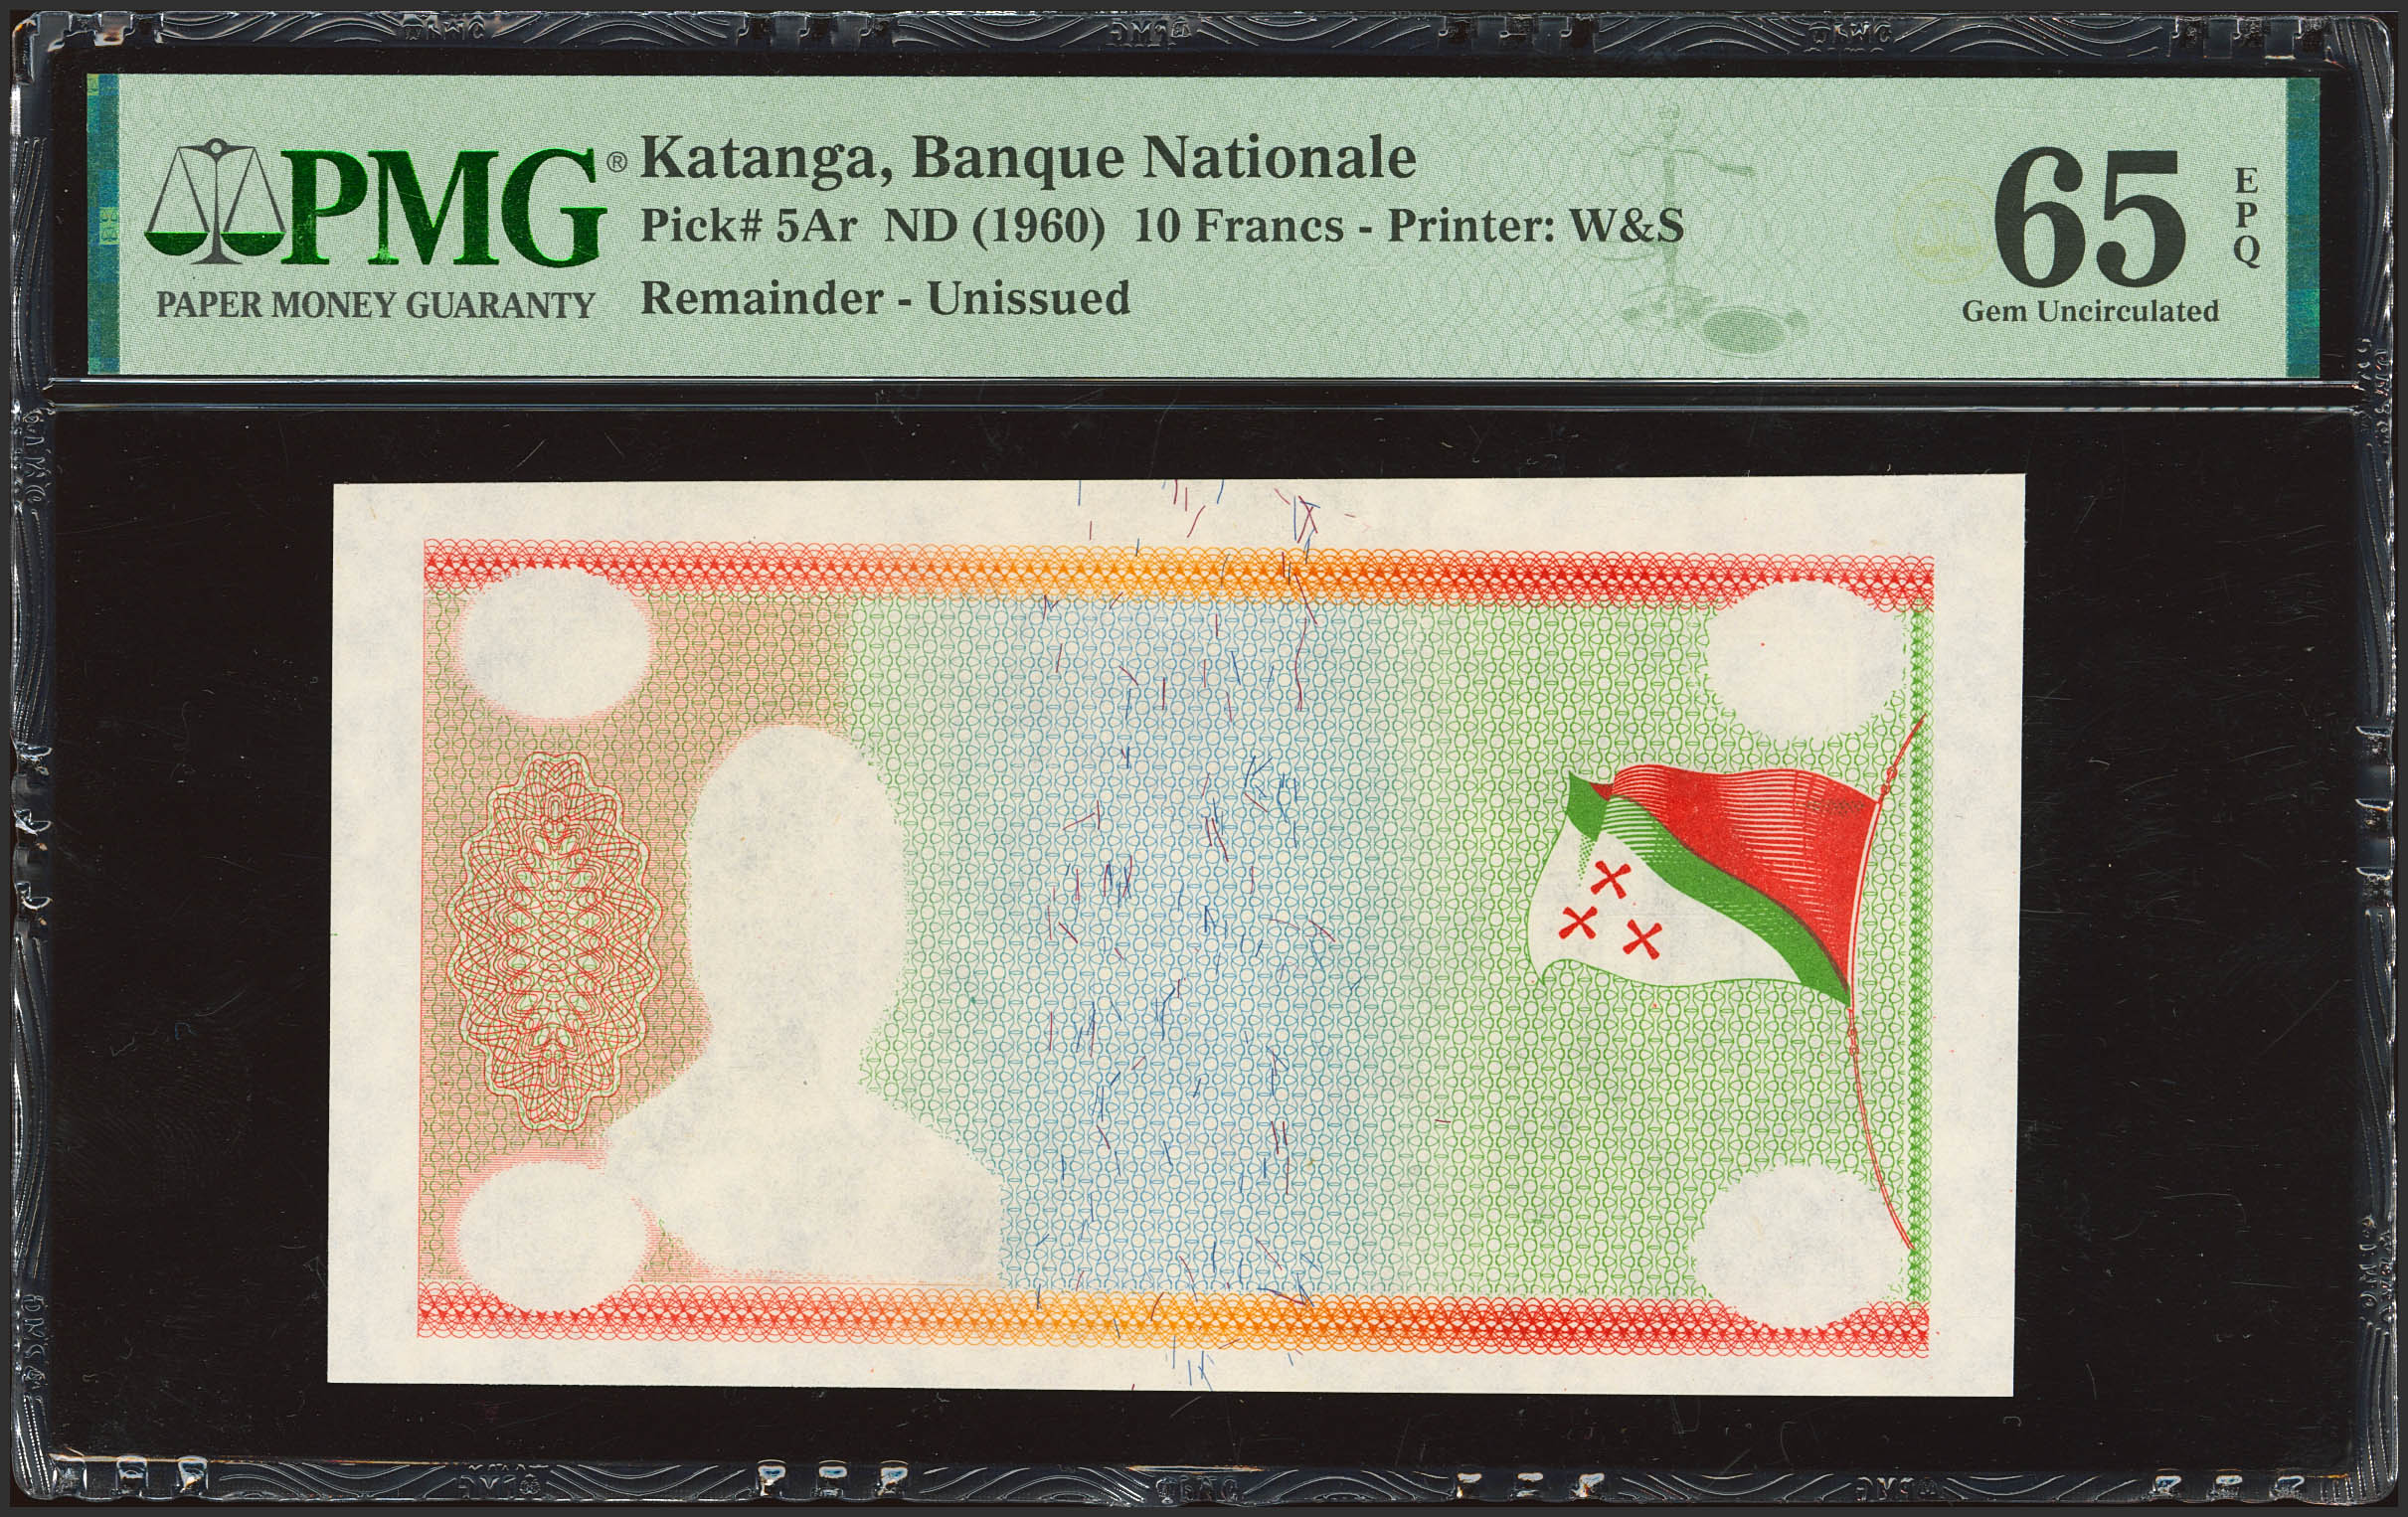 PMG®
PAPER MONEY GUARANTY
Katanga, Banque Nationale
Pick# 5Ar ND (1960) 10 Francs - Printer: W&S
Remainder - Unissued
65
EPQ
Gem Uncirculated